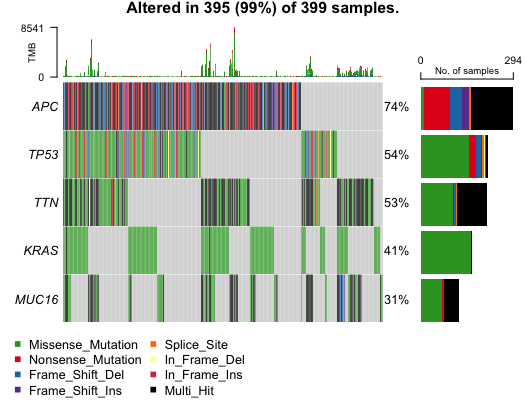 Altered in 395 (99%) of 399 samples.
8541
TMB
0
0 294
No. of samples
APC 74%
TP53 54%
TTN 53%
KRAS 41%
MUC16 31%
Missense_Mutation Splice_Site
Nonsense_Mutation In_Frame_Del
Frame_Shift_Del In_Frame_Ins
Frame_Shift_Ins Multi_Hit